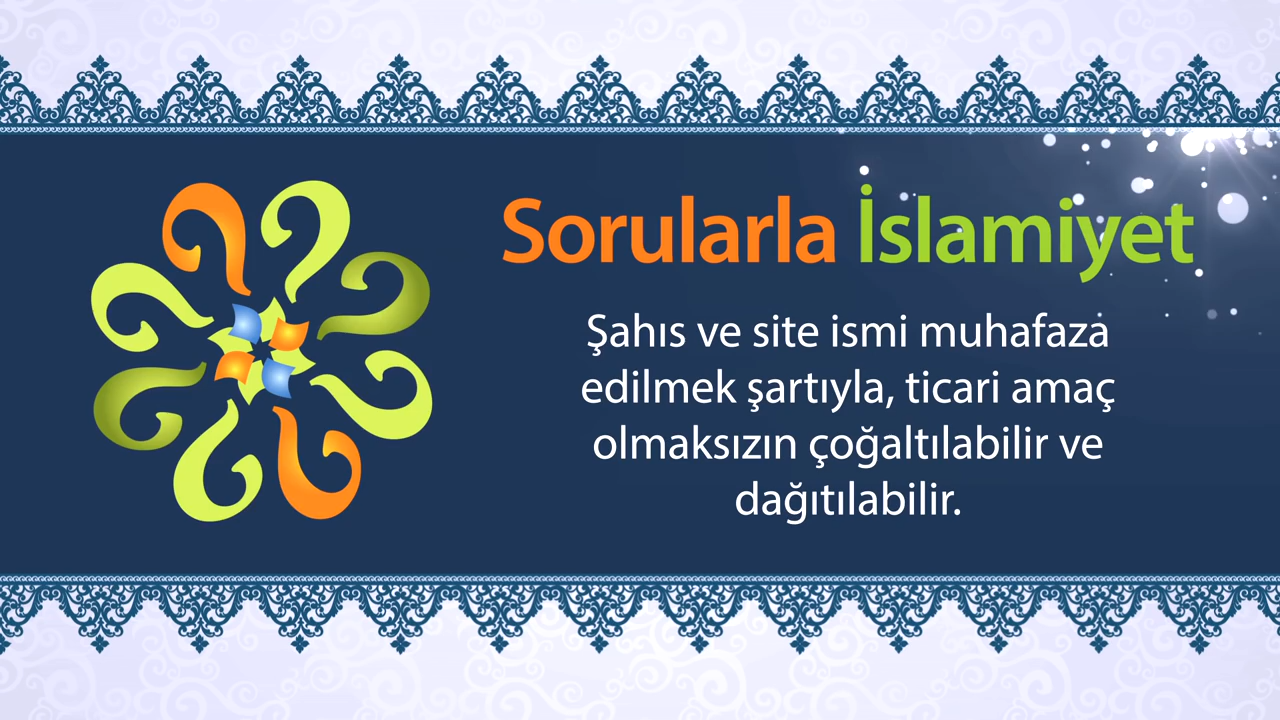 Sorularla İslamiyet
Şahıs ve site ismi muhafaza
edilmek şartıyla, ticari amaç
olmaksızın çoğaltılabilir ve
dağıtılabilir.